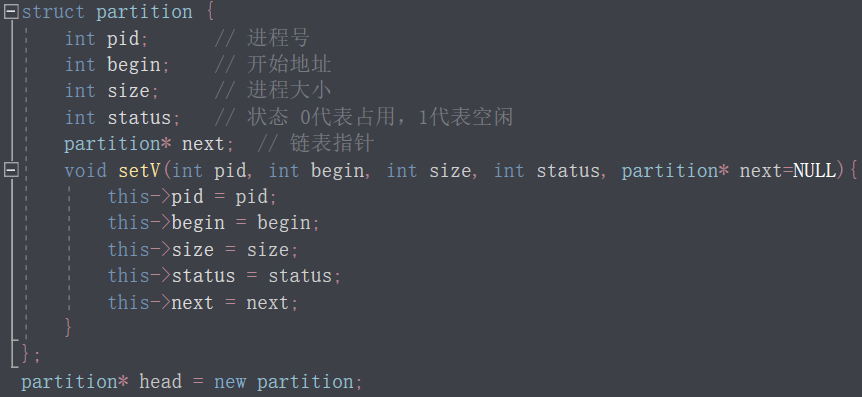 struct partition {
int pid; // 进程号
int begin; // 开始地址
int size; // 进程大小
int status; // 状态 0代表占用，1代表空闲
partition* next; // 链表指针
void setV(int pid, int begin, int size, int status, partition* next=NULL){
this->pid = pid;
this->begin = begin;
this->size = size;
this->status = status;
this->next = next;
}
};
partition* head = new partition;